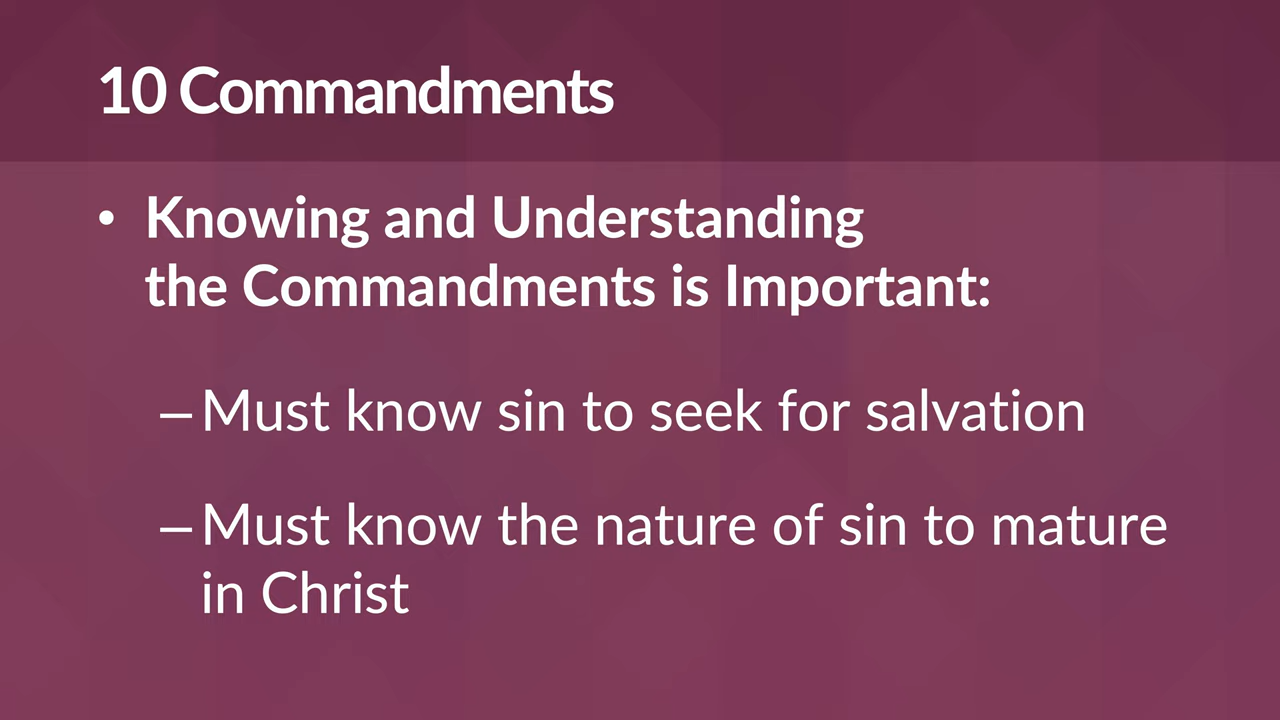 10 Commandments
• Knowing and Understanding
the Commandments is Important:
– Must know sin to seek for salvation
– Must know the nature of sin to mature
in Christ